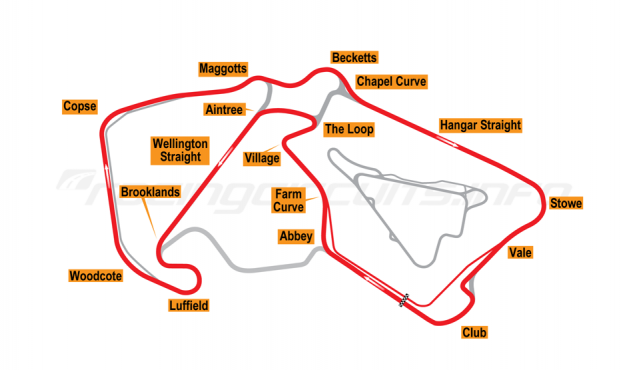 Becketts
Maggotts
Chapel Curve
Copse
Aintree
The Loop
Hangar Straight
Wellington
Straight
Village
Brooklands
Farm
Curve
racingcircuits.info
Stowe
Abbey
Vale
Woodcote
Luffield
Club